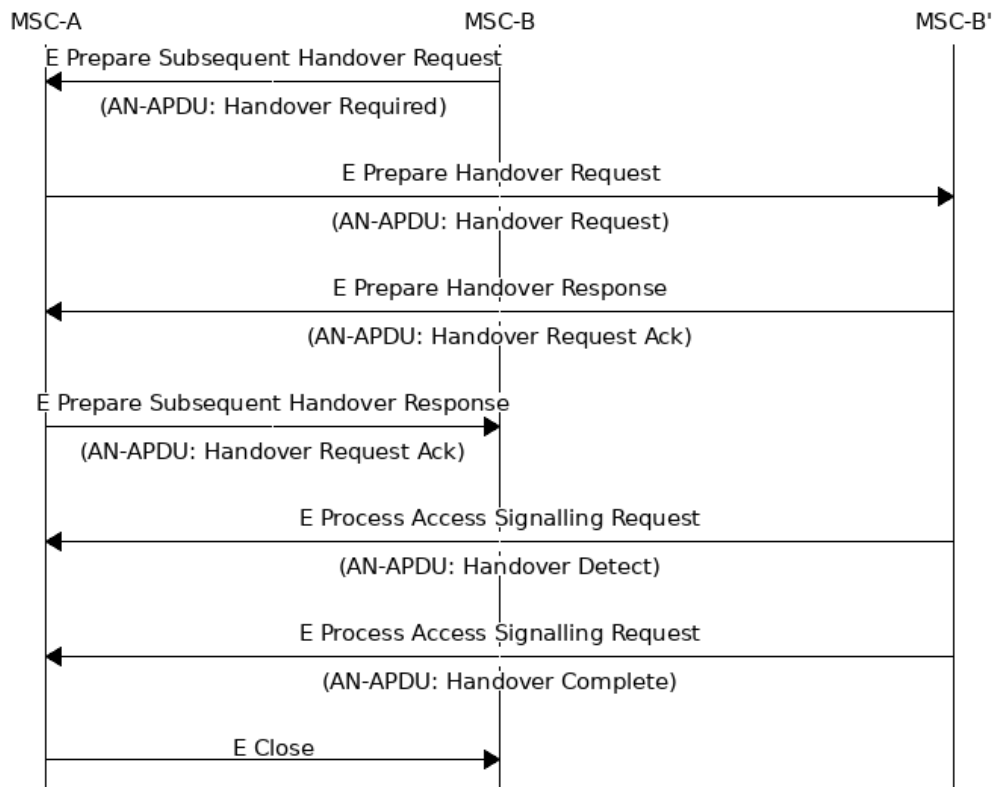 MSC-A MSC-B MSC-B'
E Prepare Subsequent Handover Request
(AN-APDU: Handover Required)
E Prepare Handover Request
(AN-APDU: Handover Request)
E Prepare Handover Response
(AN-APDU: Handover Request Ack)
E Prepare Subsequent Handover Response
(AN-APDU: Handover Request Ack)
E Process Access Signalling Request
(AN-APDU: Handover Detect)
E Process Access Signalling Request
(AN-APDU: Handover Complete)
E Close